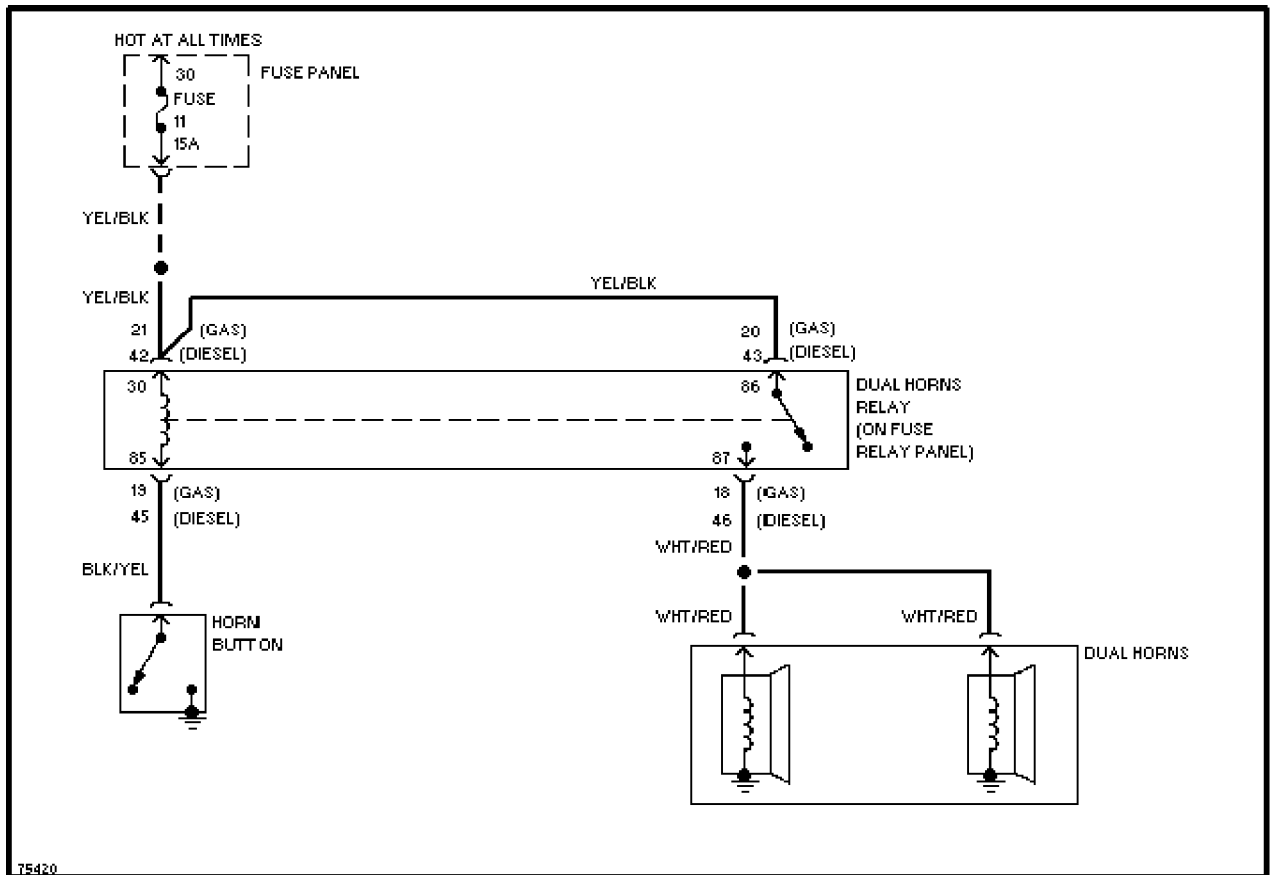 HOT AT ALL TIMES
30
FUSE PANEL
FUSE
11
15A
YEL/BLK
YEL/BLK
YEL/BLK
21 (GAS)
20 (GAS)
42 (DIESEL)
43 (DIESEL)
30
86
DUAL HORNS
RELAY
(ON FUSE
RELAY PANEL)
85
87
19 (GAS)
18 (GAS)
45 (DIESEL)
46 (DIESEL)
WHT/RED
BLK/YEL
HORN
BUTTON
WHT/RED
WHT/RED
DUAL HORNS
75420